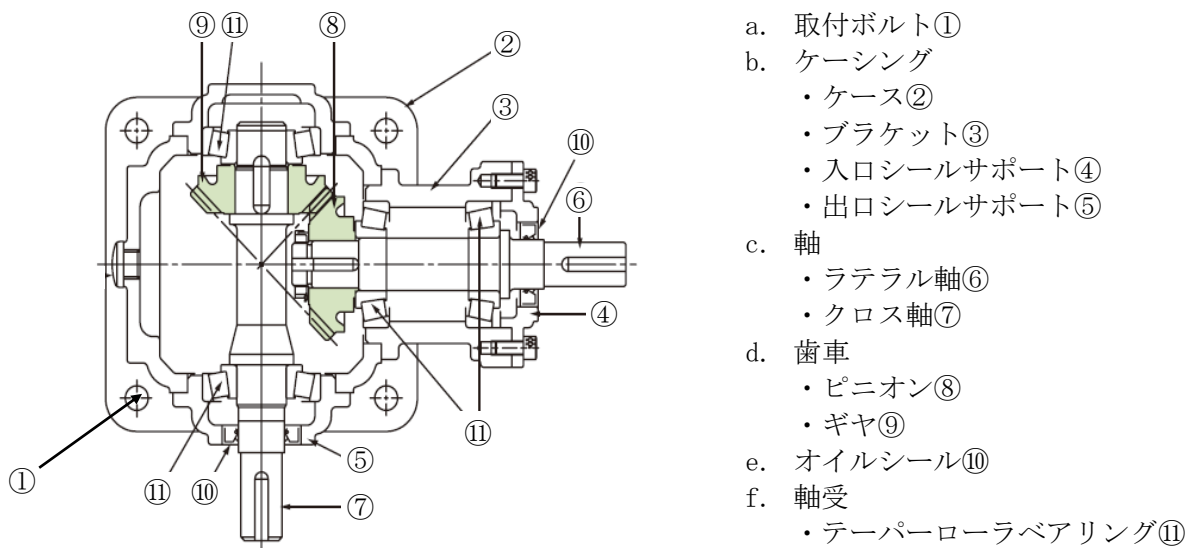 ⑨ ⑪ ⑧
②
③
⑩
⑥
④
⑪
⑤
① ⑪ ⑩
⑦
a. 取付ボルト①
b. ケーシング
・ケース②
・ブラケット③
・入口シールサポート④
・出口シールサポート⑤
c. 軸
・ラテラル軸⑥
・クロス軸⑦
d. 歯車
・ピニオン⑧
・ギヤ⑨
e. オイルシール⑩
f. 軸受
・テーパーローラベアリング⑪